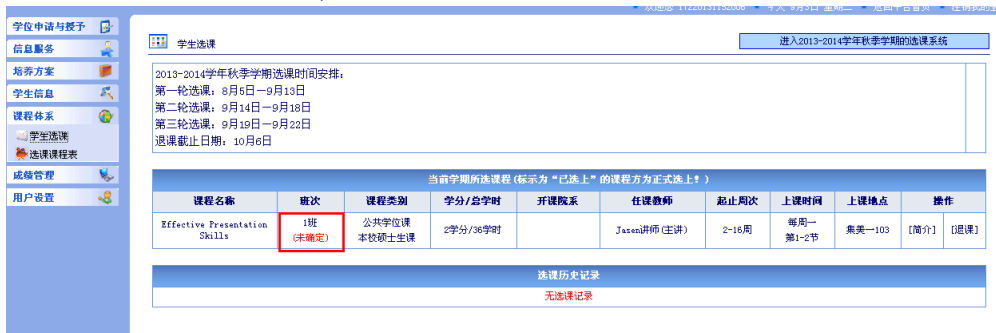 学位申请与授予
信息服务
培养方案
学生信息
课程体系
学生选课
选课课程表
成绩管理
用户设置
学生选课
进入2013-2014学年秋季学期的选课系统
2013-2014学年秋季学期选课时间安排:
第一轮选课: 8月5日—9月13日
第二轮选课: 9月14日—9月18日
第三轮选课: 9月19日—9月22日
退课截止日期: 10月6日
当前学期所选课程(标示为“已选上”的课程方为正式选上!)
课程名称 班次 课程类别 学分/总学时 开课院系 任课教师 起止周次 上课时间 上课地点 操作
Effective Presentation Skills 1班 (未确定) 公共学位课 本校硕士生课 2学分/36学时 Jasen讲师(主讲) 2-16周 每周一 第1-2节 集美一103 [简介] [退课]
选课历史记录
无选课记录